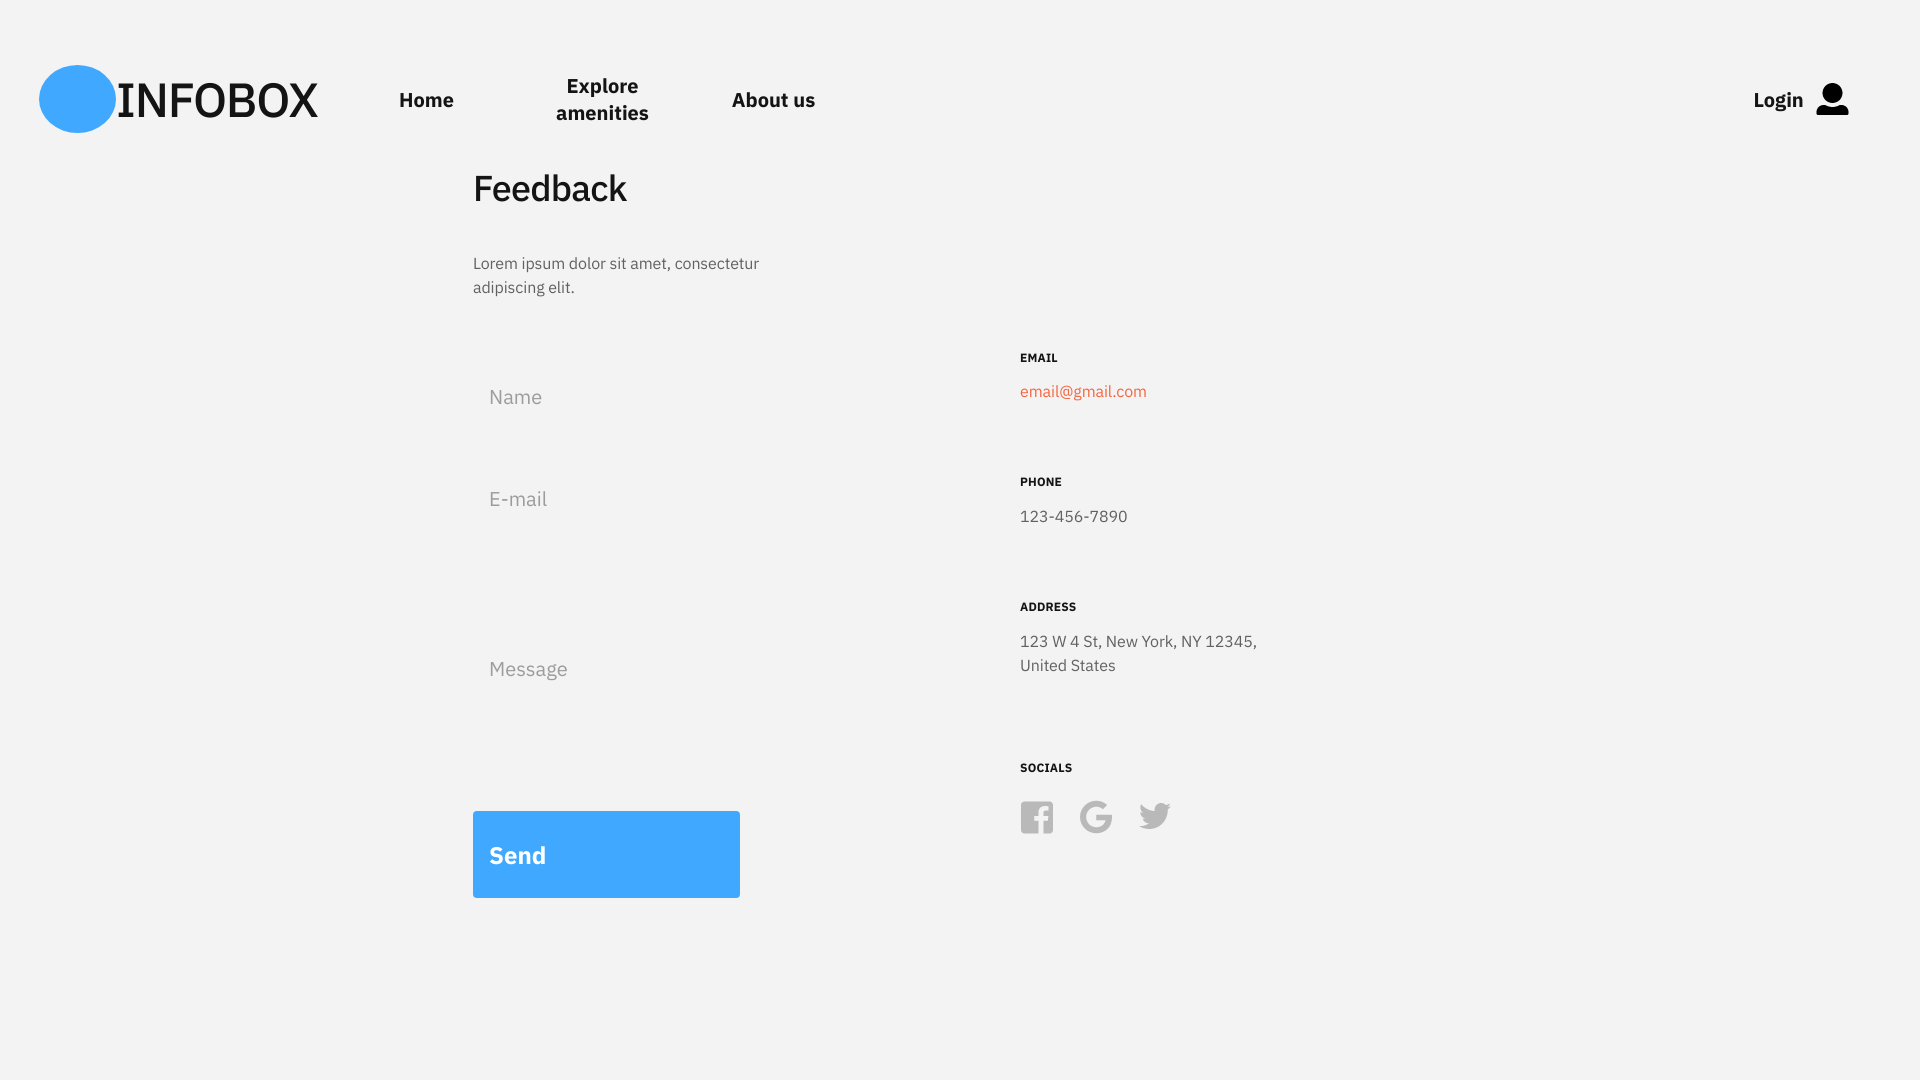 INFOBOX
Home
Explore
amenities
About us
Login
Feedback
Lorem ipsum dolor sit amet, consectetur
adipiscing elit.
Name
E-mail
Message
Send
EMAIL
email@gmail.com
PHONE
123-456-7890
ADDRESS
123 W 4 St, New York, NY 12345,
United States
SOCIALS